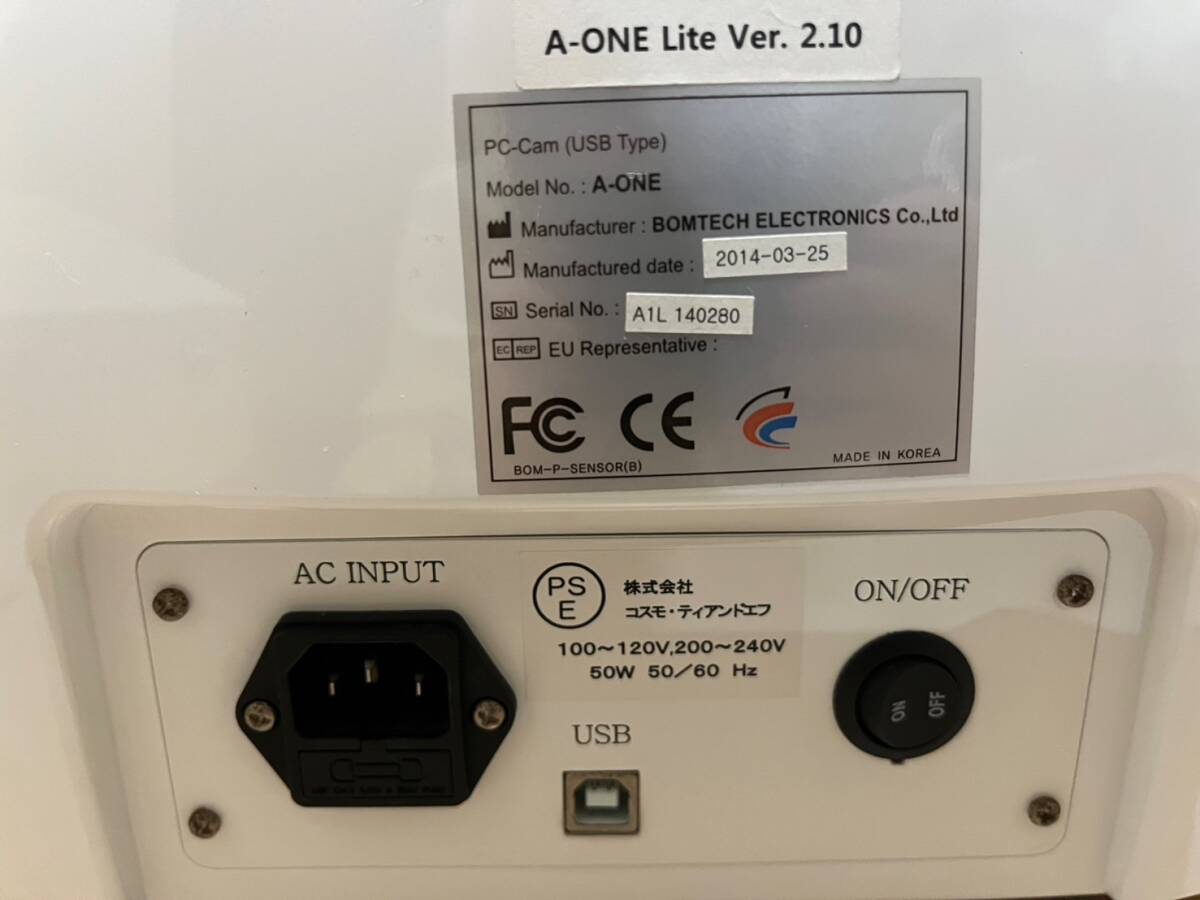 A-ONE Lite Ver. 2.10
PC-Cam (USB Type)
Model No. : A-ONE
Manufacturer : BOMTECH ELECTRONICS Co.,Ltd
Manufactured date : 2014-03-25
SN Serial No. : A1L 140280
EC REP EU Representative :
FC CE
BOM-P-SENSOR(B)
MADE IN KOREA
AC INPUT
PS
E
株式会社
コスモ・ティアンドエフ
100～120V,200～240V
50W 50/60 Hz
ON/OFF
ON OFF
USB